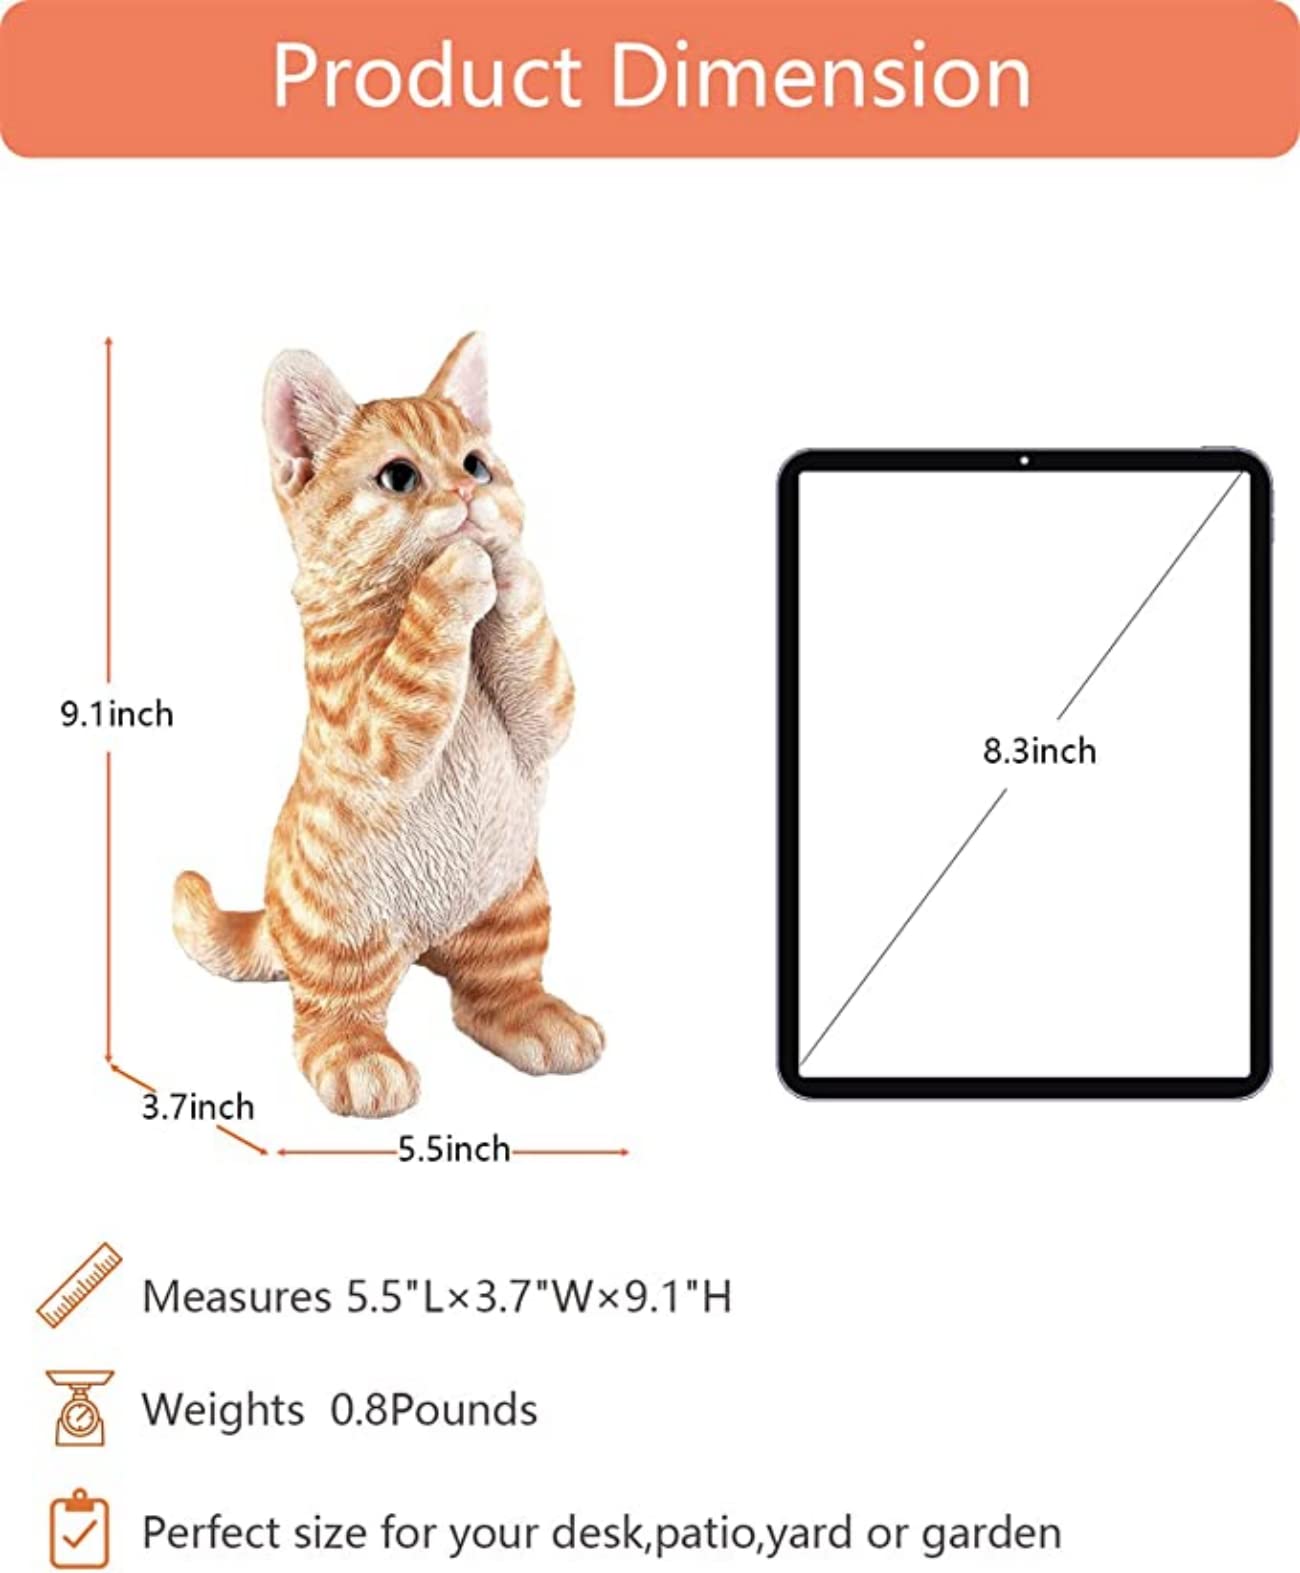 Product Dimension
9.1inch
8.3inch
3.7inch
5.5inch
Measures 5.5"L×3.7"W×9.1"H
Weights  0.8Pounds
Perfect size for your desk,patio,yard or garden